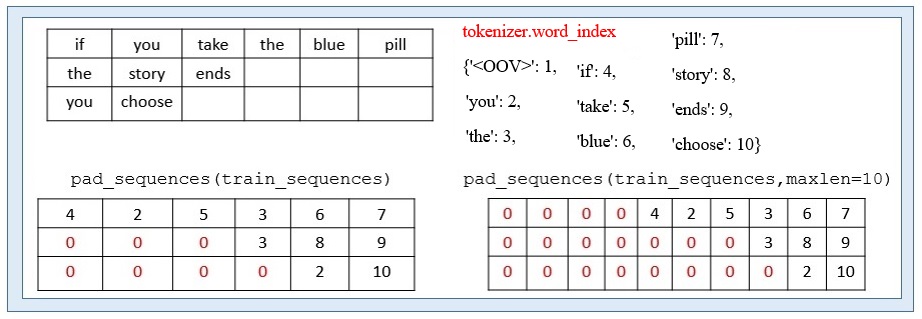 if you take the blue pill
the story ends
you choose
tokenizer.word_index
{'<OOV>': 1,
'you': 2,
'the': 3,
'if': 4,
'take': 5,
'blue': 6,
'pill': 7,
'story': 8,
'ends': 9,
'choose': 10}
pad_sequences(train_sequences)
4 2 5 3 6 7
0 0 0 3 8 9
0 0 0 0 2 10
pad_sequences(train_sequences,maxlen=10)
0 0 0 0 4 2 5 3 6 7
0 0 0 0 0 0 0 3 8 9
0 0 0 0 0 0 0 0 2 10